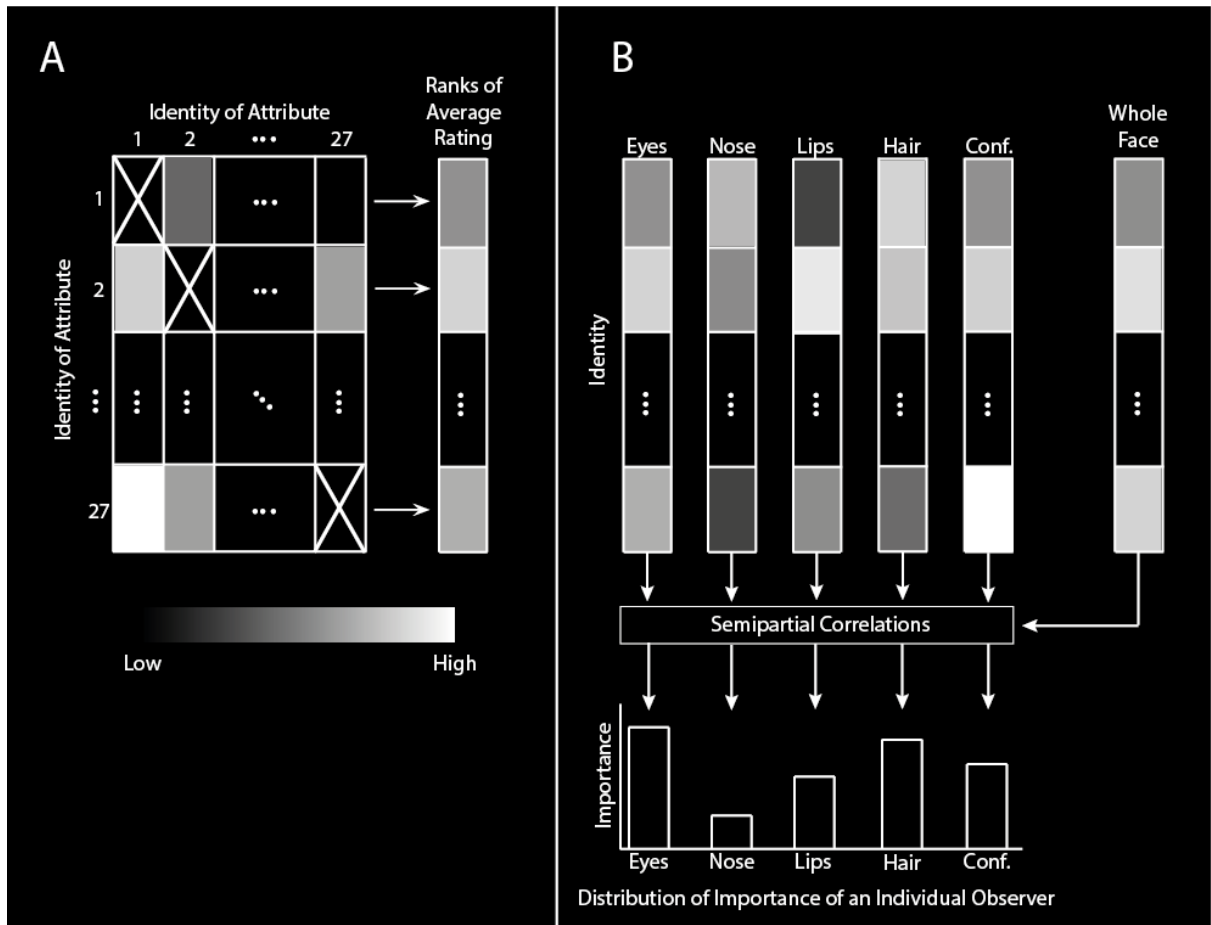 A
Identity of Attribute
1 2 ••• 27
Ranks of
Average
Rating
Identity of Attribute
1
•••
2
•••
•••
•••
•••
•••
•••
•••
27
•••
Low
High
B
Eyes Nose Lips Hair Conf.
Whole
Face
Identity
•••
•••
•••
•••
•••
•••
Semipartial Correlations
Importance
Eyes Nose Lips Hair Conf.
Distribution of Importance of an Individual Observer